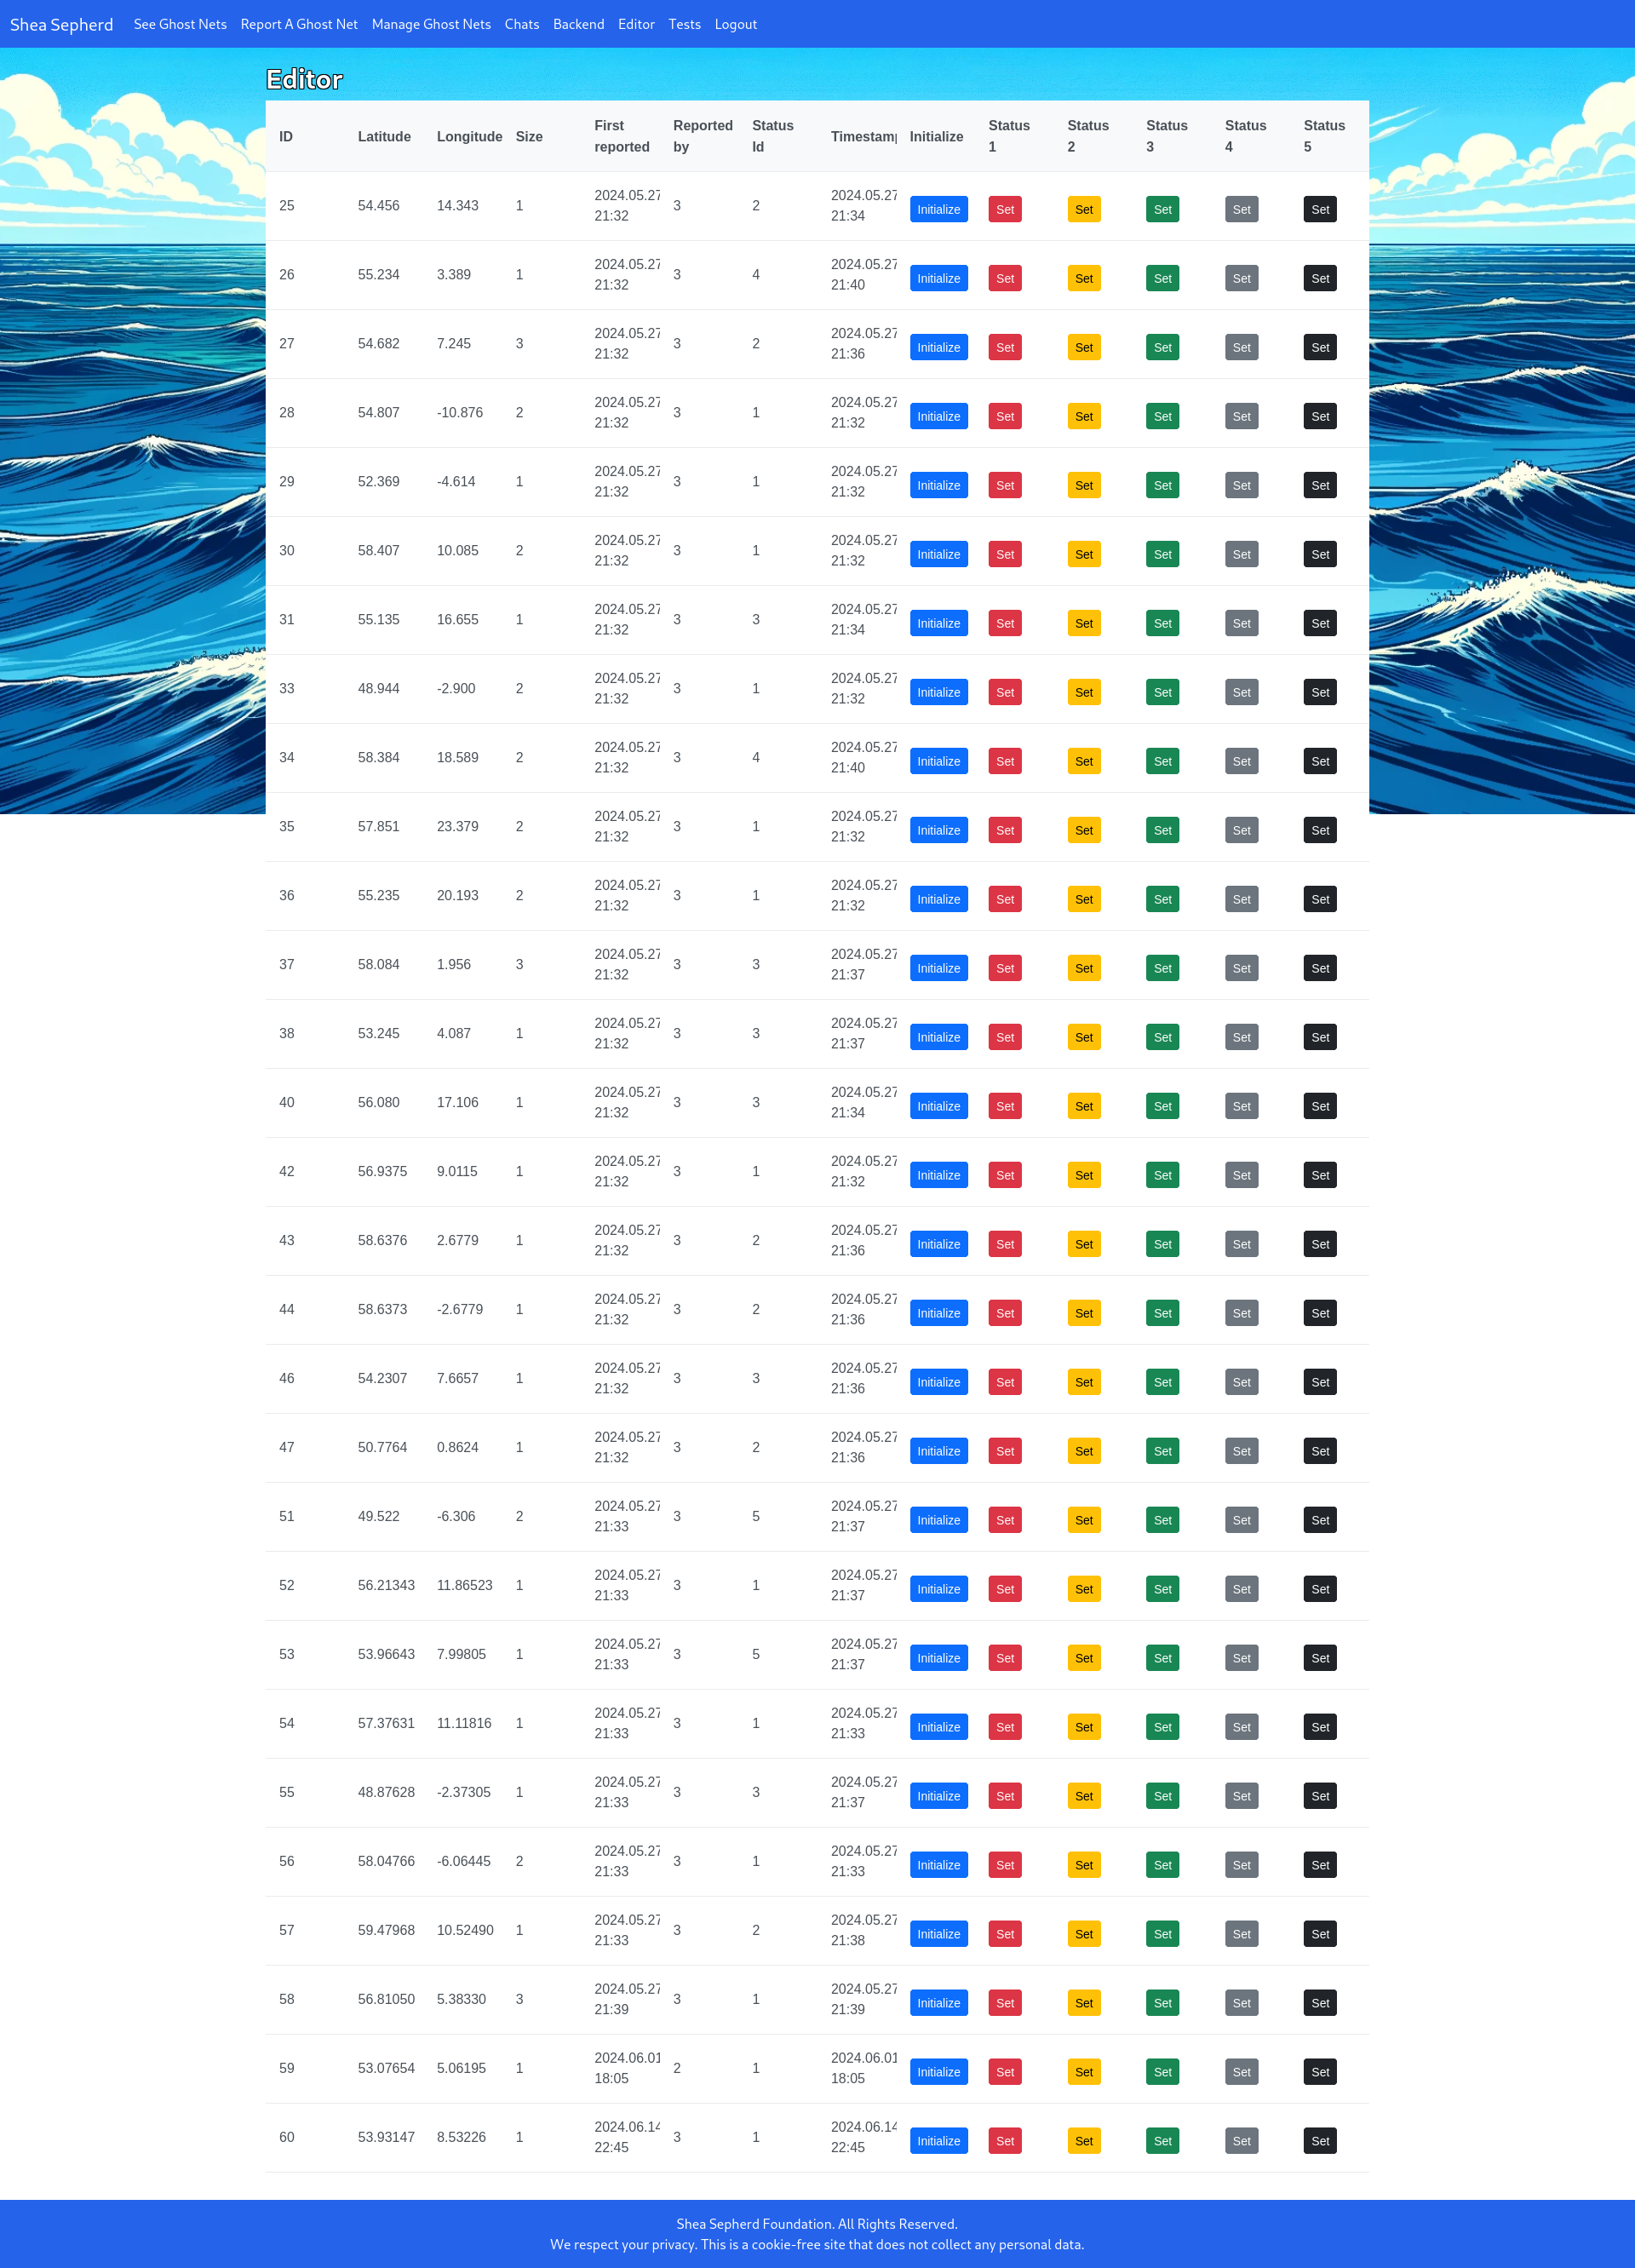 Shea Sepherd See Ghost Nets Report A Ghost Net Manage Ghost Nets Chats Backend Editor Tests Logout
Editor
ID Latitude Longitude Size First reported Reported by Status Id Timestamp Initialize Status 1 Status 2 Status 3 Status 4 Status 5
25 54.456 14.343 1 2024.05.27 21:32 3 2 2024.05.27 21:34 Initialize Set Set Set Set Set
26 55.234 3.389 1 2024.05.27 21:32 3 4 2024.05.27 21:40 Initialize Set Set Set Set Set
27 54.682 7.245 3 2024.05.27 21:32 3 2 2024.05.27 21:36 Initialize Set Set Set Set Set
28 54.807 -10.876 2 2024.05.27 21:32 3 1 2024.05.27 21:32 Initialize Set Set Set Set Set
29 52.369 -4.614 1 2024.05.27 21:32 3 1 2024.05.27 21:32 Initialize Set Set Set Set Set
30 58.407 10.085 2 2024.05.27 21:32 3 1 2024.05.27 21:32 Initialize Set Set Set Set Set
31 55.135 16.655 1 2024.05.27 21:32 3 3 2024.05.27 21:34 Initialize Set Set Set Set Set
33 48.944 -2.900 2 2024.05.27 21:32 3 1 2024.05.27 21:32 Initialize Set Set Set Set Set
34 58.384 18.589 2 2024.05.27 21:32 3 4 2024.05.27 21:40 Initialize Set Set Set Set Set
35 57.851 23.379 2 2024.05.27 21:32 3 1 2024.05.27 21:32 Initialize Set Set Set Set Set
36 55.235 20.193 2 2024.05.27 21:32 3 1 2024.05.27 21:32 Initialize Set Set Set Set Set
37 58.084 1.956 3 2024.05.27 21:32 3 3 2024.05.27 21:37 Initialize Set Set Set Set Set
38 53.245 4.087 1 2024.05.27 21:32 3 3 2024.05.27 21:37 Initialize Set Set Set Set Set
40 56.080 17.106 1 2024.05.27 21:32 3 3 2024.05.27 21:34 Initialize Set Set Set Set Set
42 56.9375 9.0115 1 2024.05.27 21:32 3 1 2024.05.27 21:32 Initialize Set Set Set Set Set
43 58.6376 2.6779 1 2024.05.27 21:32 3 2 2024.05.27 21:36 Initialize Set Set Set Set Set
44 58.6373 -2.6779 1 2024.05.27 21:32 3 2 2024.05.27 21:36 Initialize Set Set Set Set Set
46 54.2307 7.6657 1 2024.05.27 21:32 3 3 2024.05.27 21:36 Initialize Set Set Set Set Set
47 50.7764 0.8624 1 2024.05.27 21:32 3 2 2024.05.27 21:36 Initialize Set Set Set Set Set
51 49.522 -6.306 2 2024.05.27 21:33 3 5 2024.05.27 21:37 Initialize Set Set Set Set Set
52 56.21343 11.86523 1 2024.05.27 21:33 3 1 2024.05.27 21:37 Initialize Set Set Set Set Set
53 53.96643 7.99805 1 2024.05.27 21:33 3 5 2024.05.27 21:37 Initialize Set Set Set Set Set
54 57.37631 11.11816 1 2024.05.27 21:33 3 1 2024.05.27 21:33 Initialize Set Set Set Set Set
55 48.87628 -2.37305 1 2024.05.27 21:33 3 3 2024.05.27 21:37 Initialize Set Set Set Set Set
56 58.04766 -6.06445 2 2024.05.27 21:33 3 1 2024.05.27 21:33 Initialize Set Set Set Set Set
57 59.47968 10.52490 1 2024.05.27 21:33 3 2 2024.05.27 21:38 Initialize Set Set Set Set Set
58 56.81050 5.38330 3 2024.05.27 21:39 3 1 2024.05.27 21:39 Initialize Set Set Set Set Set
59 53.07654 5.06195 1 2024.06.01 18:05 2 1 2024.06.01 18:05 Initialize Set Set Set Set Set
60 53.93147 8.53226 1 2024.06.14 22:45 3 1 2024.06.14 22:45 Initialize Set Set Set Set Set
Shea Sepherd Foundation. All Rights Reserved.
We respect your privacy. This is a cookie-free site that does not collect any personal data.